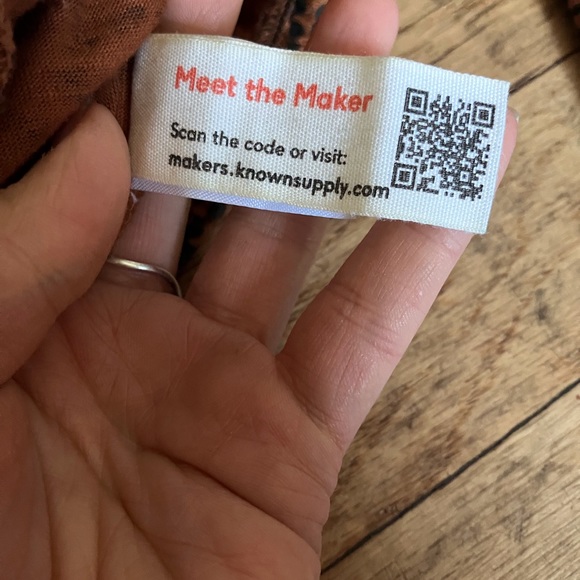 Meet the Maker
Scan the code or visit:
makers.knownsupply.com